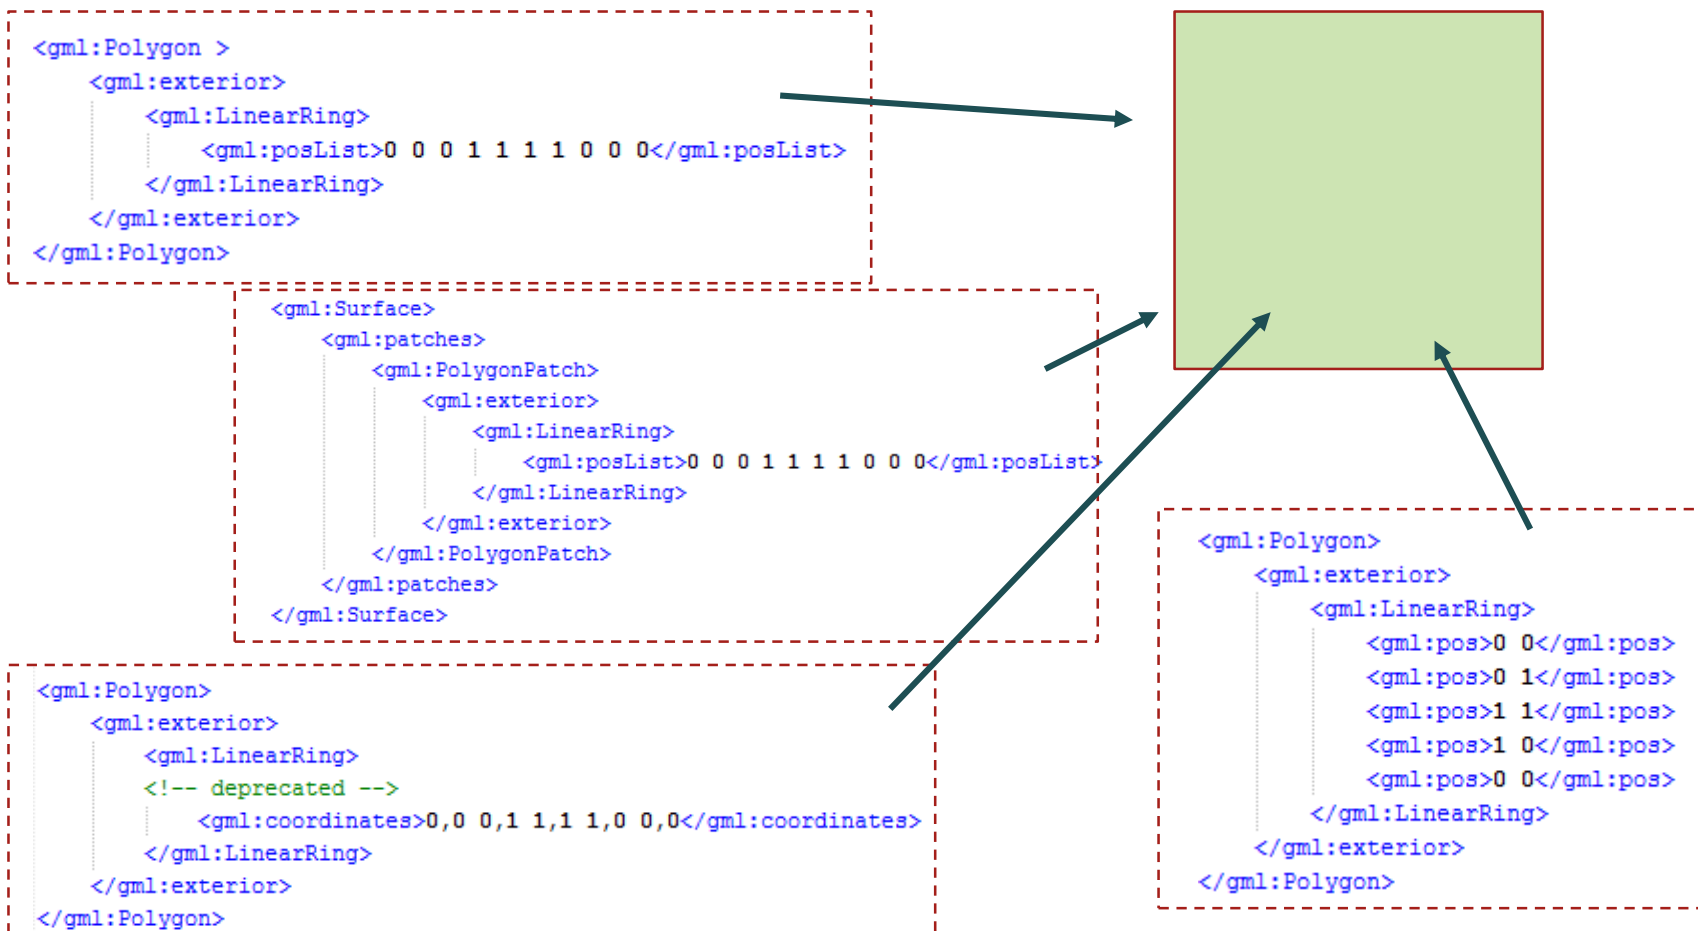 <gml:Polygon >
<gml:exterior>
<gml:LinearRing>
<gml:posList>0 0 0 1 1 1 1 0 0 0</gml:posList>
</gml:LinearRing>
</gml:exterior>
</gml:Polygon>
<gml:Surface>
<gml:patches>
<gml:PolygonPatch>
<gml:exterior>
<gml:LinearRing>
<gml:posList>0 0 0 1 1 1 1 0 0 0</gml:posList>
</gml:LinearRing>
</gml:exterior>
</gml:PolygonPatch>
</gml:patches>
</gml:Surface>
<gml:Polygon>
<gml:exterior>
<gml:LinearRing>
<!-- deprecated -->
<gml:coordinates>0,0 0,1 1,1 1,0 0,0</gml:coordinates>
</gml:LinearRing>
</gml:exterior>
</gml:Polygon>
<gml:Polygon>
<gml:exterior>
<gml:LinearRing>
<gml:pos>0 0</gml:pos>
<gml:pos>0 1</gml:pos>
<gml:pos>1 1</gml:pos>
<gml:pos>1 0</gml:pos>
<gml:pos>0 0</gml:pos>
</gml:LinearRing>
</gml:exterior>
</gml:Polygon>